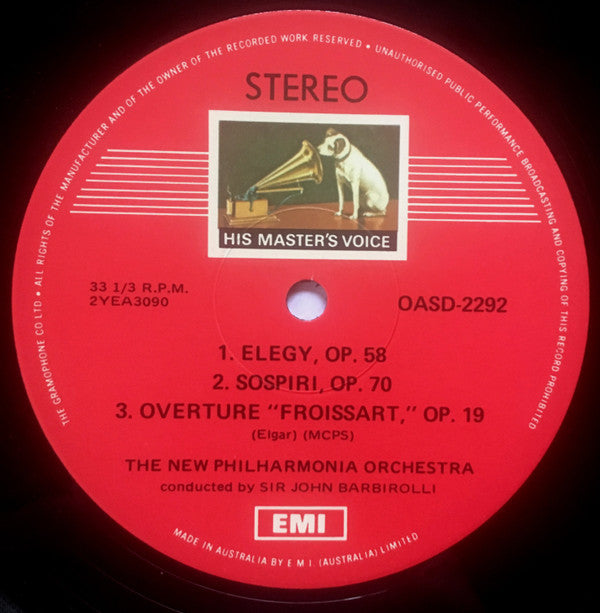 THE GRAMOPHONE CO LTD • ALL RIGHTS OF THE MANUFACTURER AND OF THE OWNER OF THE RECORDED WORK RESERVED • UNAUTHORISED PUBLIC PERFORMANCE BROADCASTING AND COPYING OF THIS RECORD PROHIBITED
STEREO
HIS MASTER'S VOICE
33 1/3 R.P.M.
2YEA3090
OASD-2292
1. ELEGY, OP. 58
2. SOSPIRI, OP. 70
3. OVERTURE "FROISSART," OP. 19
(Elgar) (MCPS)
THE NEW PHILHARMONIA ORCHESTRA
conducted by SIR JOHN BARBIROLLI
EMI
MADE IN AUSTRALIA BY E M I. (AUSTRALIA) LIMITED